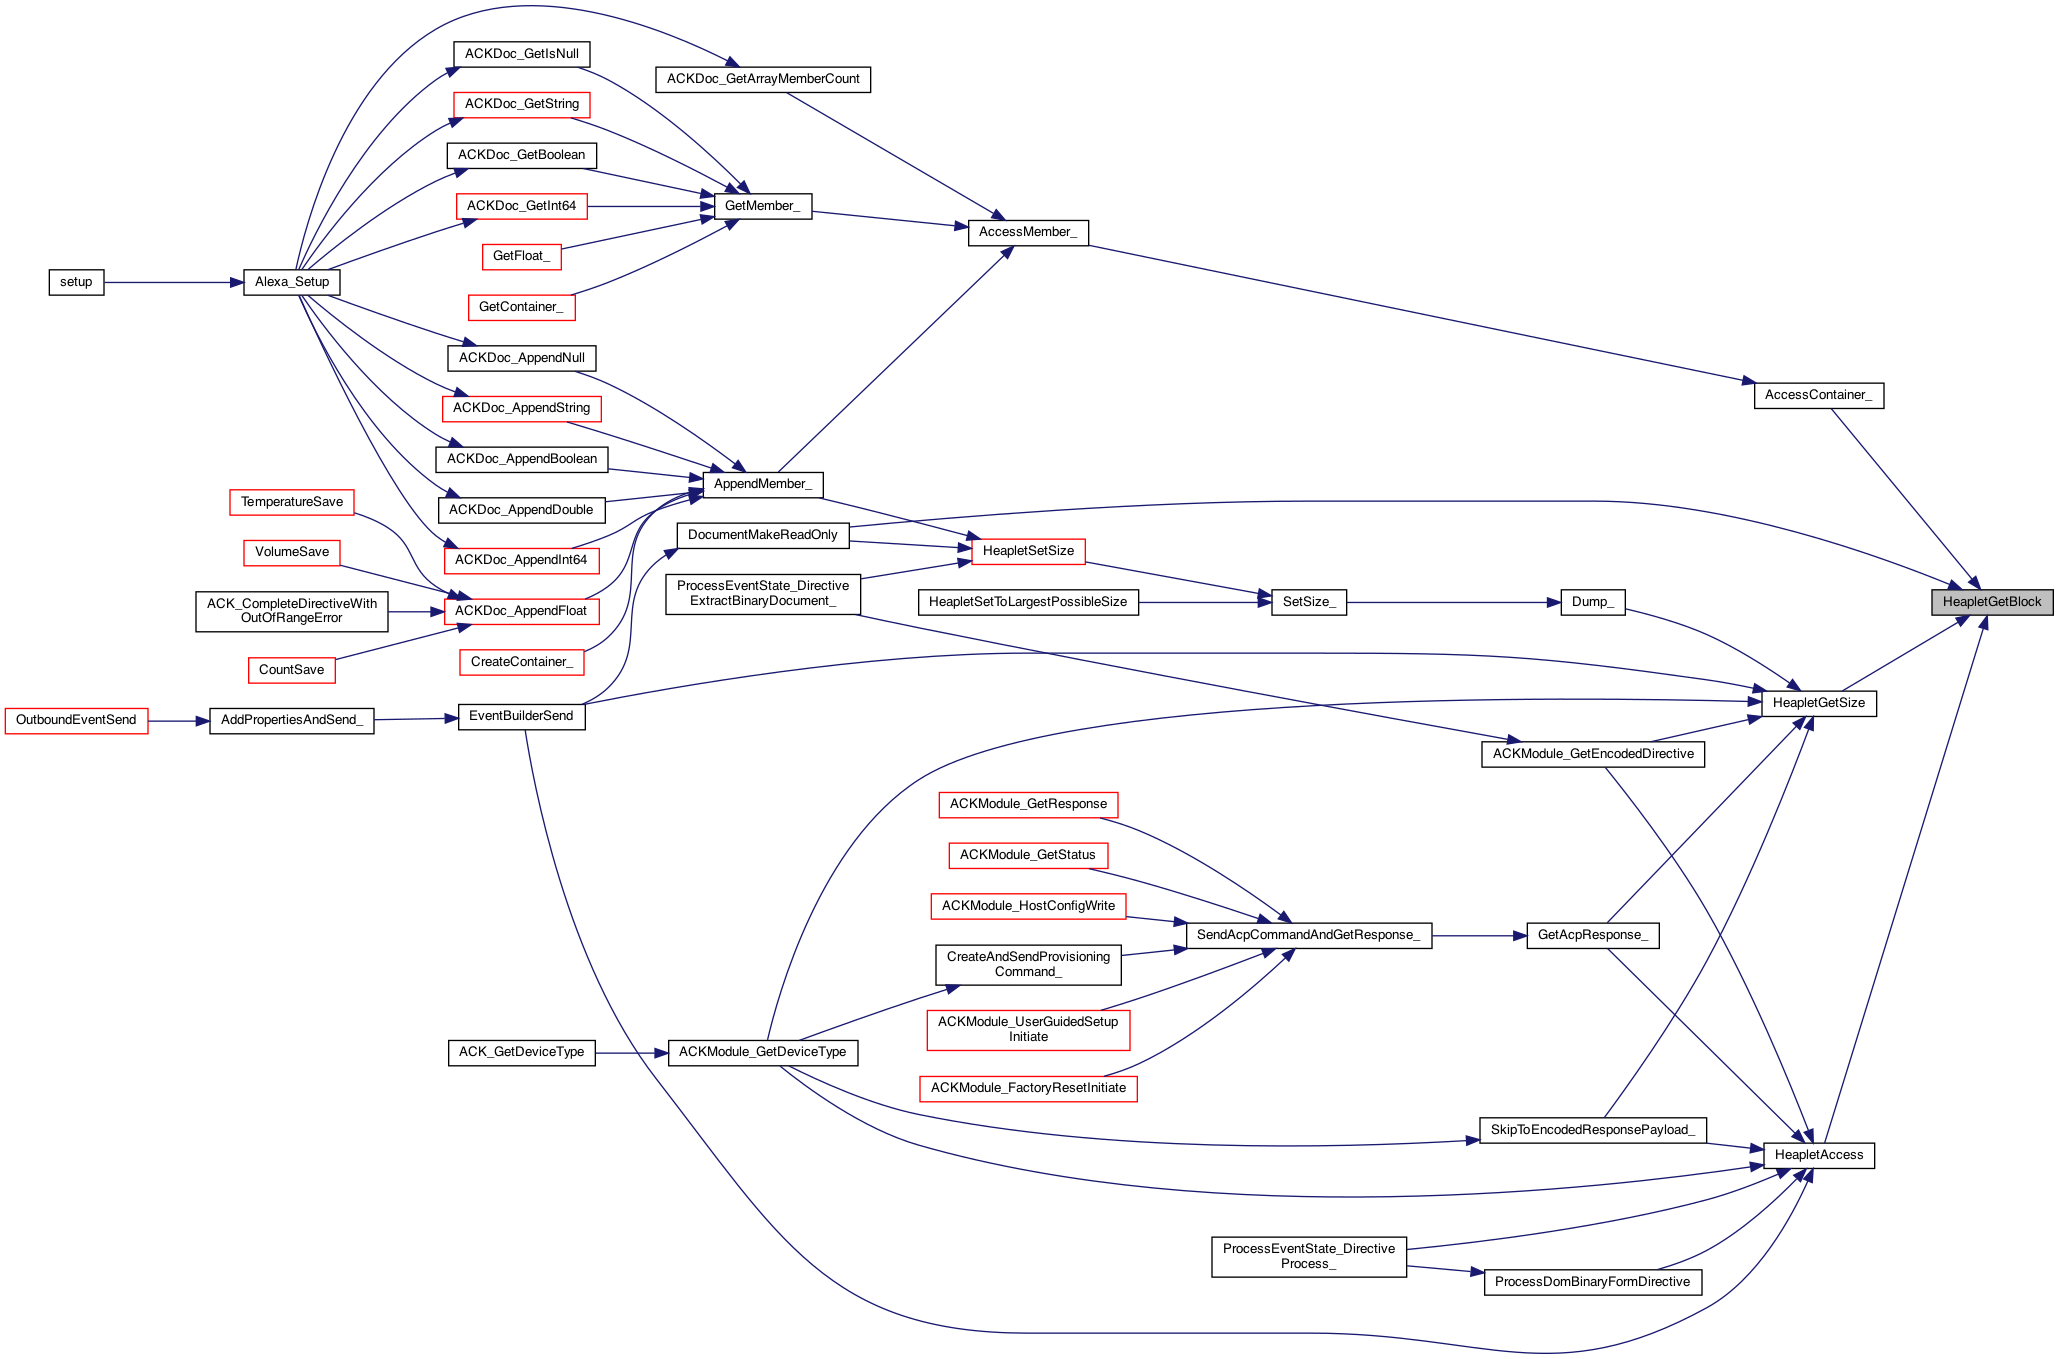 ACKDoc_GetIsNull
ACKDoc_GetArrayMemberCount
ACKDoc_GetString
ACKDoc_GetBoolean
ACKDoc_GetInt64
GetMember_
AccessMember_
GetFloat_
setup
Alexa_Setup
GetContainer_
ACKDoc_AppendNull
AccessContainer_
ACKDoc_AppendString
ACKDoc_AppendBoolean
AppendMember_
TemperatureSave
ACKDoc_AppendDouble
DocumentMakeReadOnly
VolumeSave
ACKDoc_AppendInt64
HeapletSetSize
ProcessEventState_Directive
ExtractBinaryDocument_
HeapletSetToLargestPossibleSize
SetSize_
Dump_
HeapletGetBlock
ACK_CompleteDirectiveWith
OutOfRangeError
ACKDoc_AppendFloat
CountSave
CreateContainer_
HeapletGetSize
OutboundEventSend
AddPropertiesAndSend_
EventBuilderSend
ACKModule_GetEncodedDirective
ACKModule_GetResponse
ACKModule_GetStatus
ACKModule_HostConfigWrite
SendAcpCommandAndGetResponse_
GetAcpResponse_
CreateAndSendProvisioning
Command_
ACKModule_UserGuidedSetup
Initiate
ACK_GetDeviceType
ACKModule_GetDeviceType
ACKModule_FactoryResetInitiate
SkipToEncodedResponsePayload_
HeapletAccess
ProcessEventState_Directive
Process_
ProcessDomBinaryFormDirective